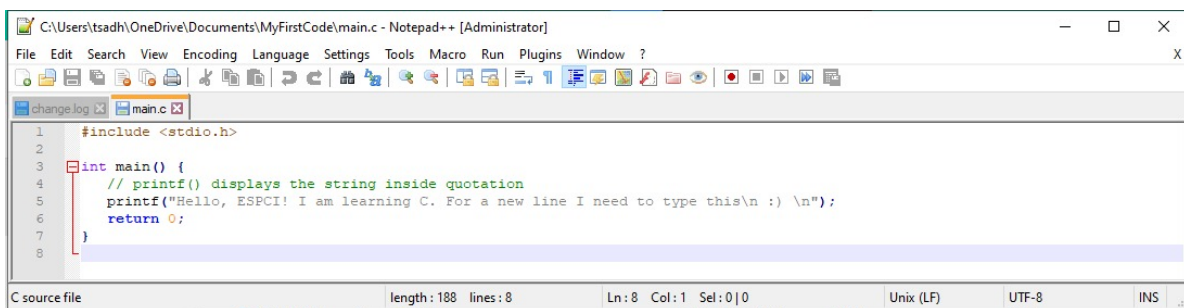 C:\Users\tsadh\OneDrive\Documents\MyFirstCode\main.c - Notepad++ [Administrator]
File Edit Search View Encoding Language Settings Tools Macro Run Plugins Window ? X
change.log main.c
1 #include <stdio.h>
2
3 int main() {
4 // printf() displays the string inside quotation
5 printf("Hello, ESPCI! I am learning C. For a new line I need to type this\n :) \n");
6 return 0;
7 }
8
C source file length : 188 lines : 8 Ln : 8 Col : 1 Sel : 0 | 0 Unix (LF) UTF-8 INS